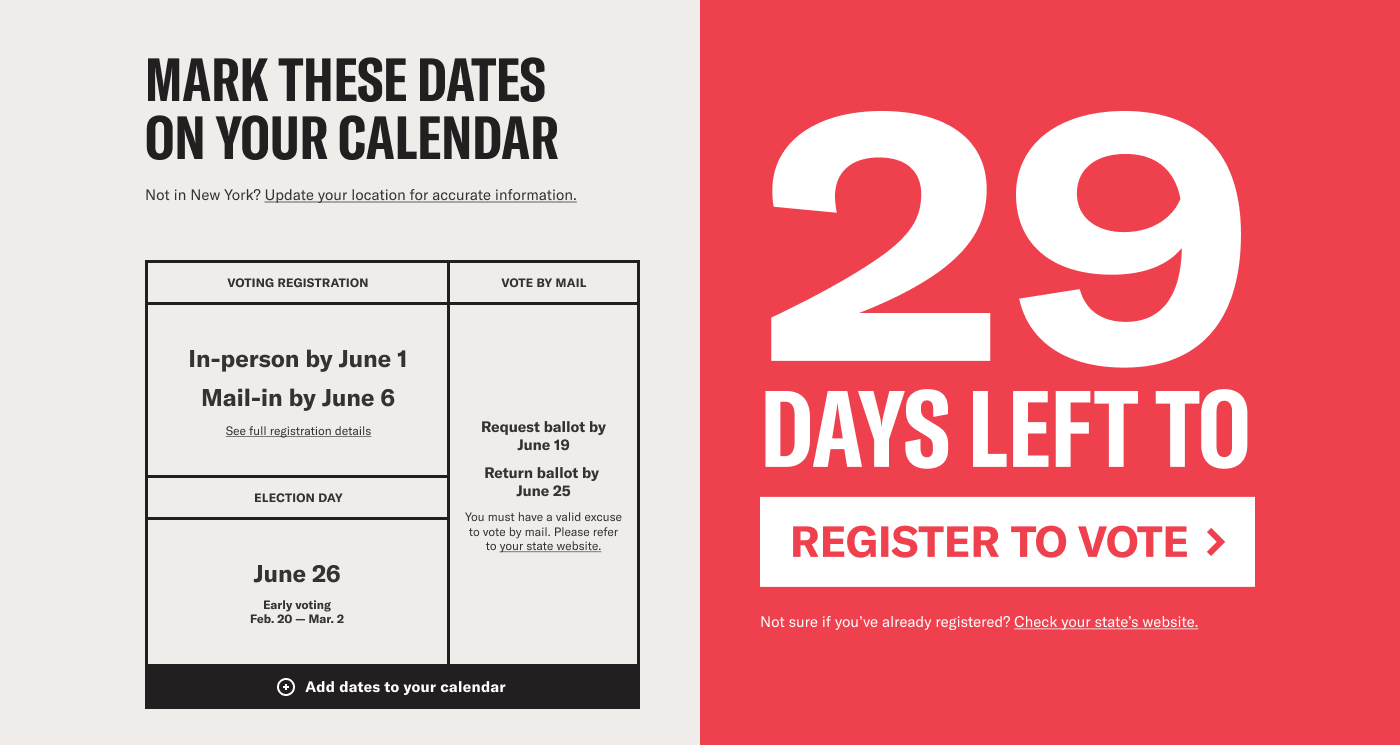 MARK THESE DATES
ON YOUR CALENDAR
Not in New York? Update your location for accurate information.
VOTING REGISTRATION
In-person by June 1
Mail-in by June 6
See full registration details
ELECTION DAY
June 26
Early voting
Feb. 20 — Mar. 2
VOTE BY MAIL
Request ballot by
June 19
Return ballot by
June 25
You must have a valid excuse
to vote by mail. Please refer
to your state website.
Add dates to your calendar
29
DAYS LEFT TO
REGISTER TO VOTE
Not sure if you’ve already registered? Check your state’s website.